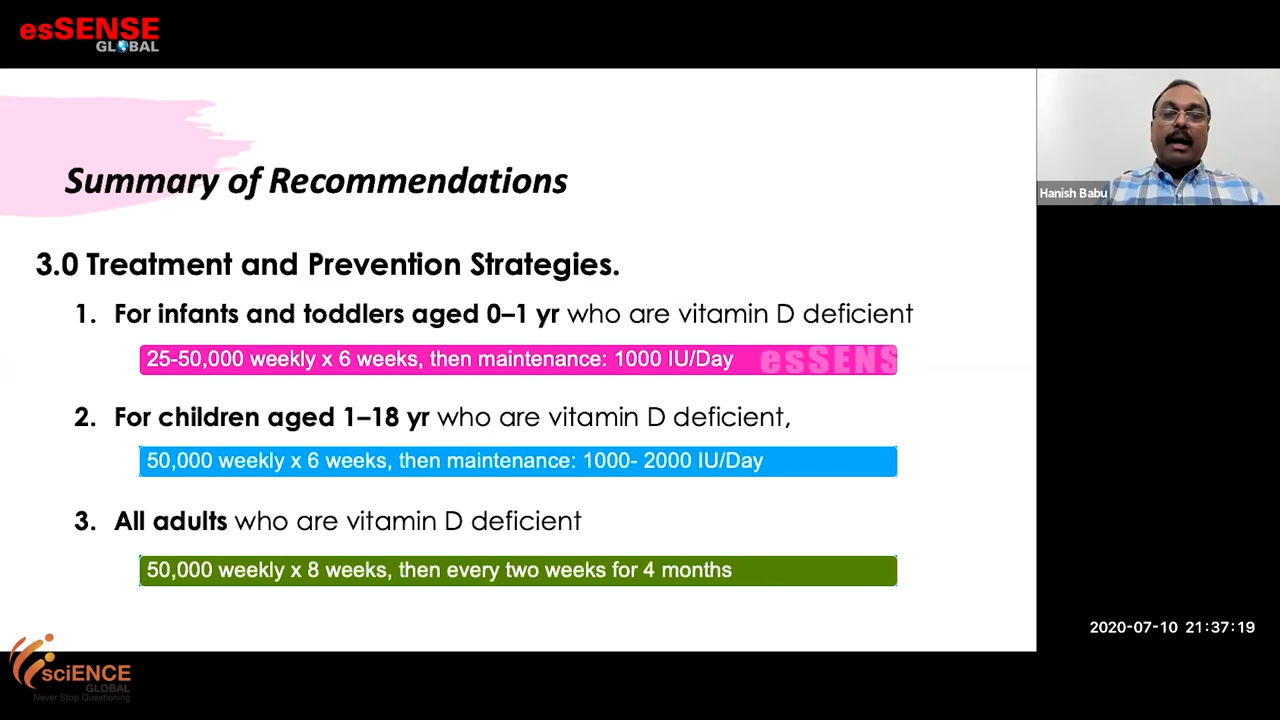 esSENSE
GLOBAL
Hanish Babu
Summary of Recommendations
3.0 Treatment and Prevention Strategies.
1. For infants and toddlers aged 0–1 yr who are vitamin D deficient
25-50,000 weekly x 6 weeks, then maintenance: 1000 IU/Day
esSENS
2. For children aged 1–18 yr who are vitamin D deficient,
50,000 weekly x 6 weeks, then maintenance: 1000- 2000 IU/Day
3. All adults who are vitamin D deficient
50,000 weekly x 8 weeks, then every two weeks for 4 months
2020-07-10 21:37:19
sciENCE
GLOBAL
Never Stop Questioning